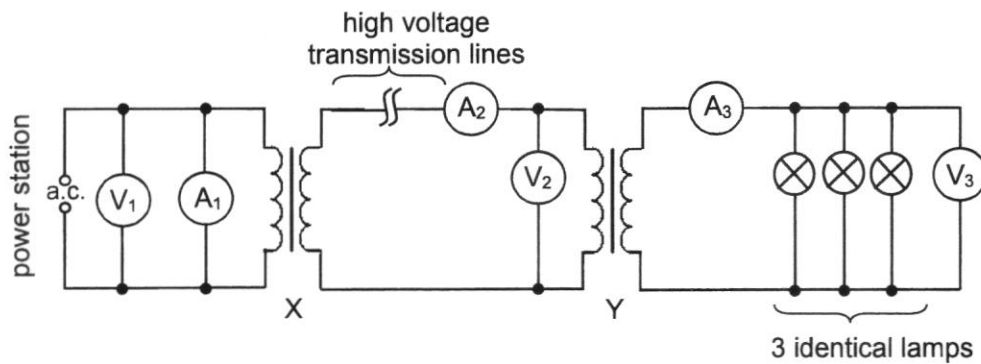 high voltage
transmission lines
power station
a.c.
V1
A1
A2
V2
A3
V3
X
Y
3 identical lamps